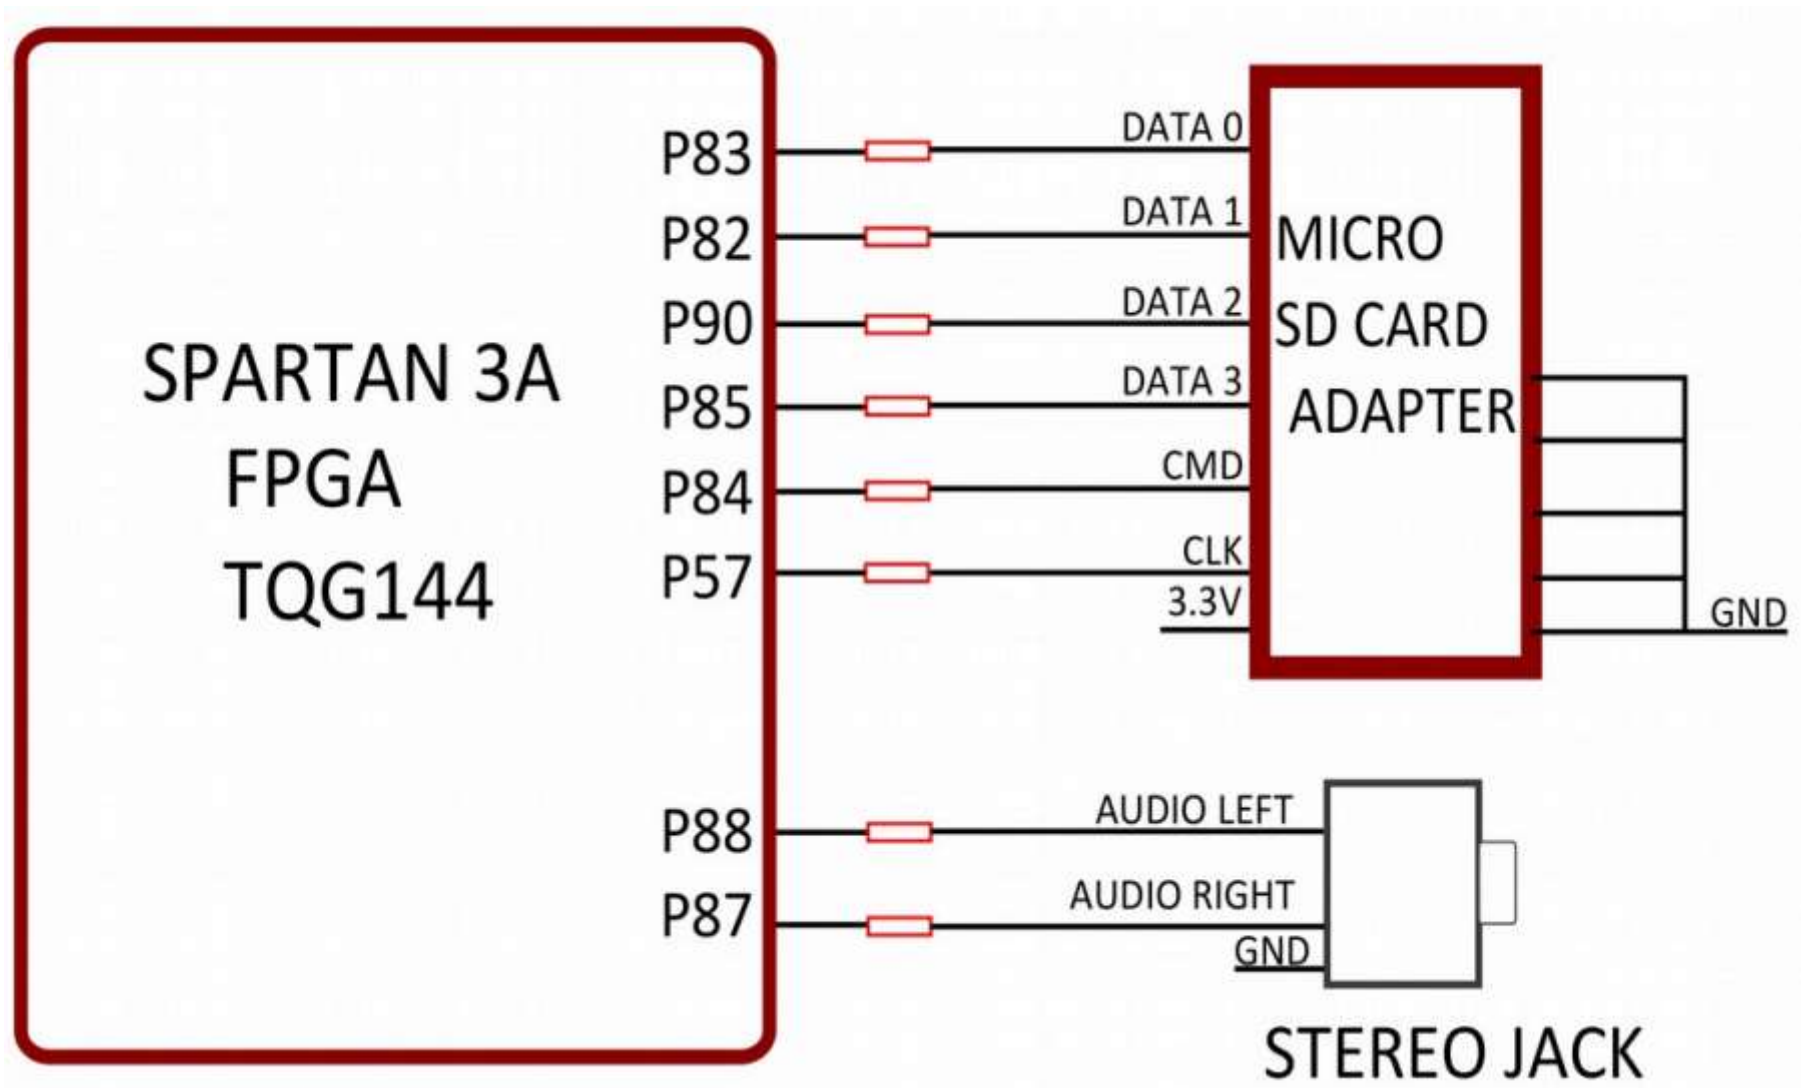 P83
DATA 0
P82
DATA 1
P90
DATA 2
P85
DATA 3
P84
CMD
P57
CLK
3.3V
SPARTAN 3A
FPGA
TQG144
MICRO
SD CARD
ADAPTER
GND
P88
AUDIO LEFT
P87
AUDIO RIGHT
GND
STEREO JACK